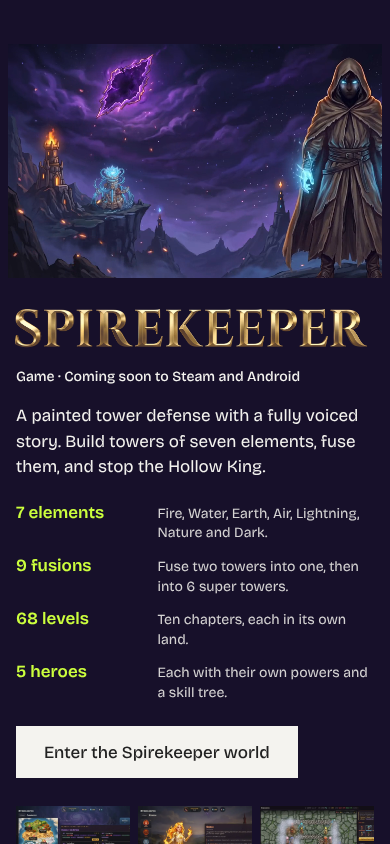 SPIREKEEPER
Game · Coming soon to Steam and Android
A painted tower defense with a fully voiced
story. Build towers of seven elements, fuse
them, and stop the Hollow King.
7 elements
Fire, Water, Earth, Air, Lightning,
Nature and Dark.
9 fusions
Fuse two towers into one, then
into 6 super towers.
68 levels
Ten chapters, each in its own
land.
5 heroes
Each with their own powers and
a skill tree.
Enter the Spirekeeper world